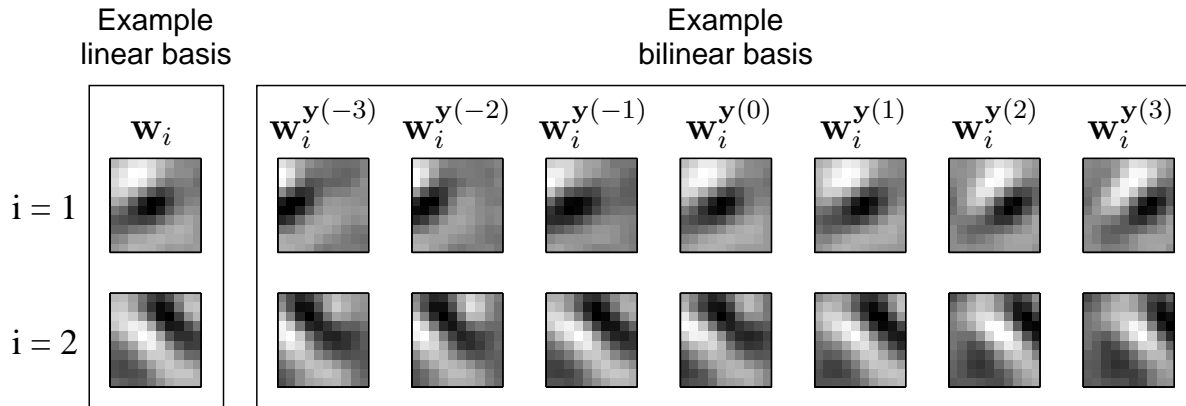 Example
linear basis
Example
bilinear basis
w_i w_i^{y(-3)} w_i^{y(-2)} w_i^{y(-1)} w_i^{y(0)} w_i^{y(1)} w_i^{y(2)} w_i^{y(3)}
i = 1
i = 2